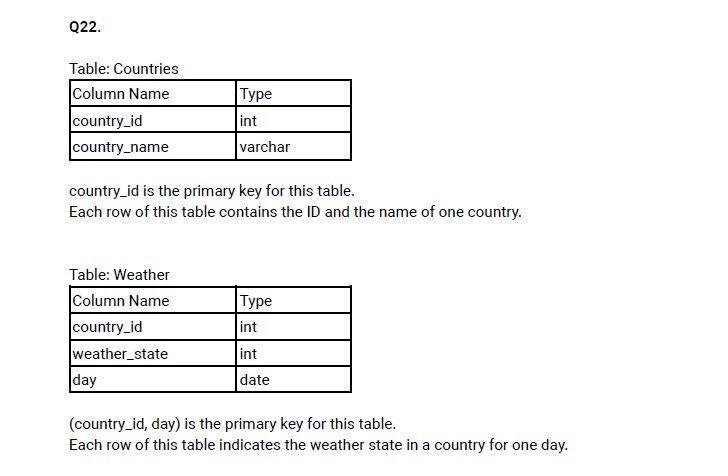 Q22.
Table: Countries
Column Name Type
country_id int
country_name varchar
country_id is the primary key for this table.
Each row of this table contains the ID and the name of one country.
Table: Weather
Column Name Type
country_id int
weather_state int
day date
(country_id, day) is the primary key for this table.
Each row of this table indicates the weather state in a country for one day.